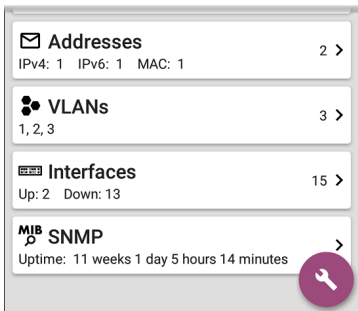 Addresses
2
IPv4: 1 IPv6: 1 MAC: 1
VLANs
3
1, 2, 3
Interfaces
15
Up: 2 Down: 13
MIB SNMP
Uptime: 11 weeks 1 day 5 hours 14 minutes